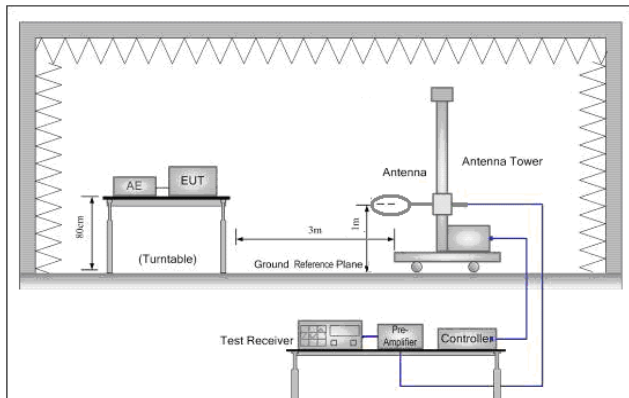 Antenna
Antenna Tower
AE
EUT
80cm
(Turntable)
3m
1m
Ground Reference Plane
Test Receiver
Pre-
Amplifier
Controller